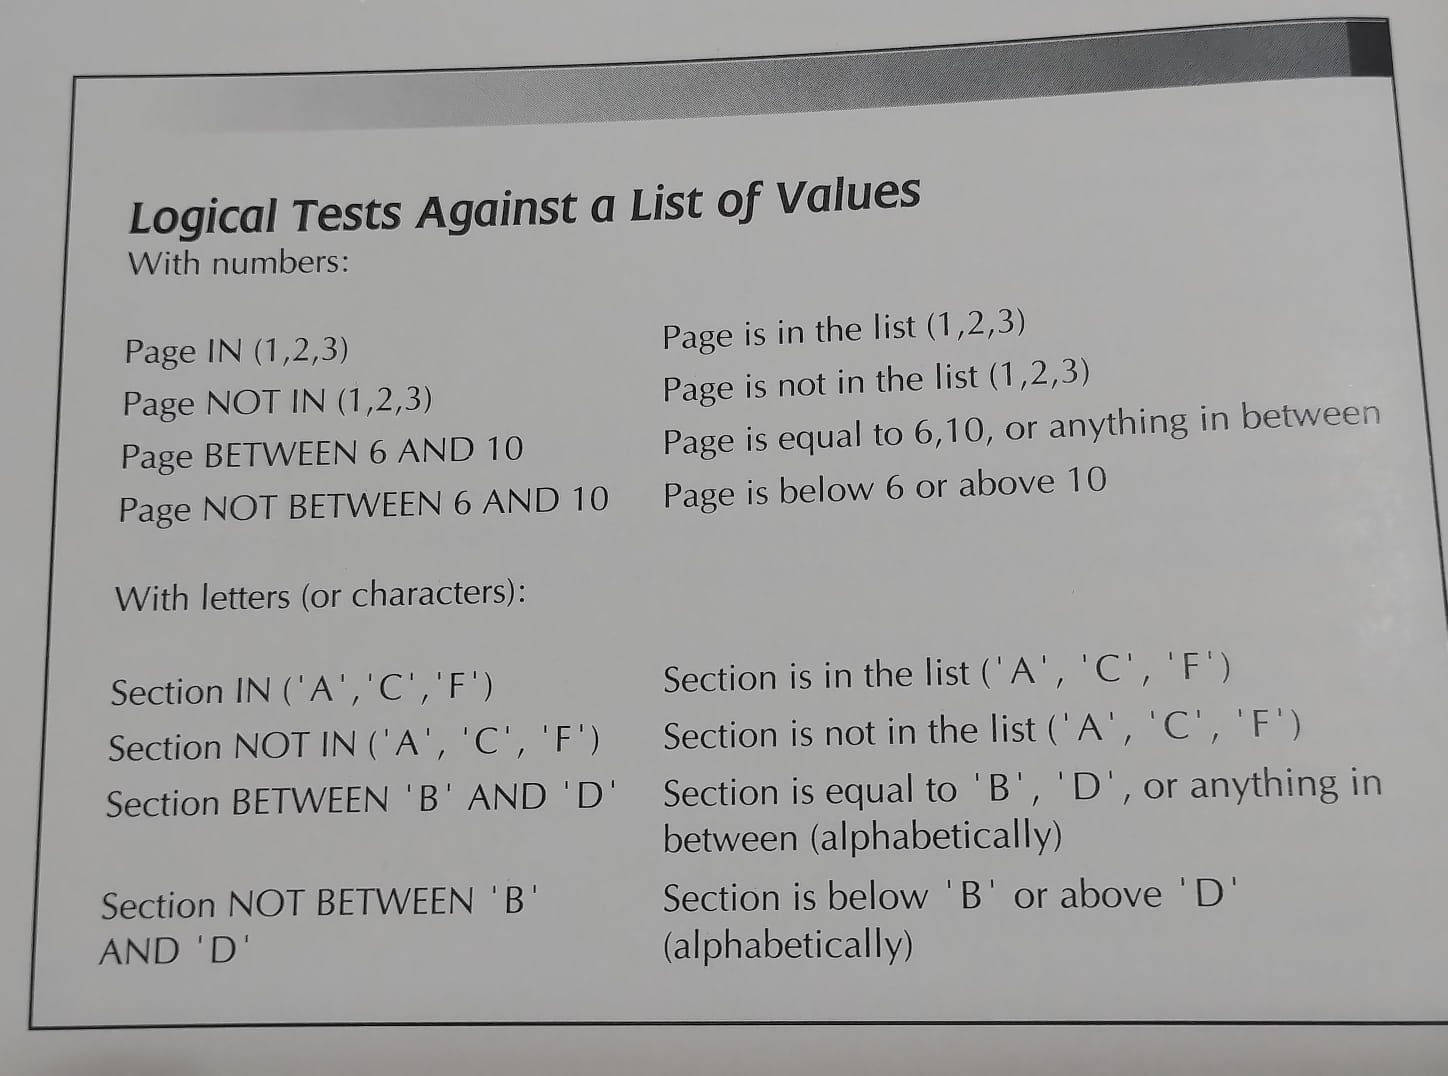 Logical Tests Against a List of Values
With numbers:
Page IN (1,2,3) Page is in the list (1,2,3)
Page NOT IN (1,2,3) Page is not in the list (1,2,3)
Page BETWEEN 6 AND 10 Page is equal to 6,10, or anything in between
Page NOT BETWEEN 6 AND 10 Page is below 6 or above 10
With letters (or characters):
Section IN ('A','C','F') Section is in the list ('A', 'C', 'F')
Section NOT IN ('A', 'C', 'F') Section is not in the list ('A', 'C', 'F')
Section BETWEEN 'B' AND 'D' Section is equal to 'B', 'D', or anything in
between (alphabetically)
Section NOT BETWEEN 'B' Section is below 'B' or above 'D'
AND 'D' (alphabetically)